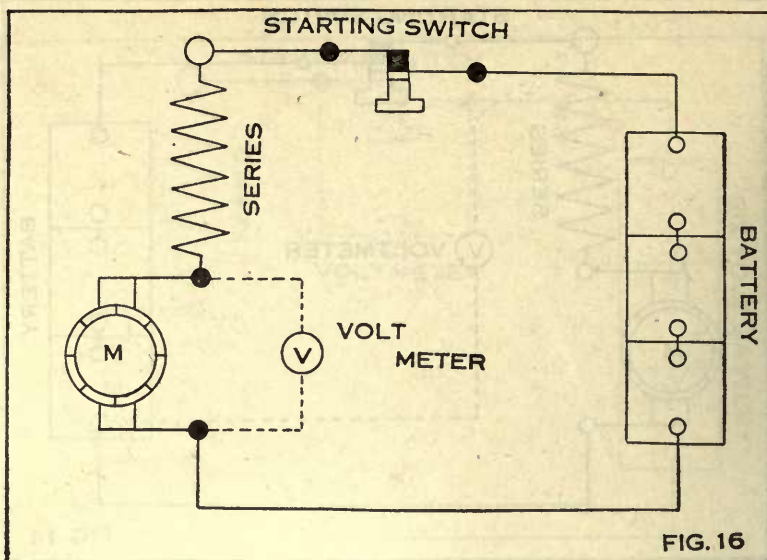 STARTING SWITCH
SERIES
BATTERY
M
V
VOLT
METER
FIG. 16